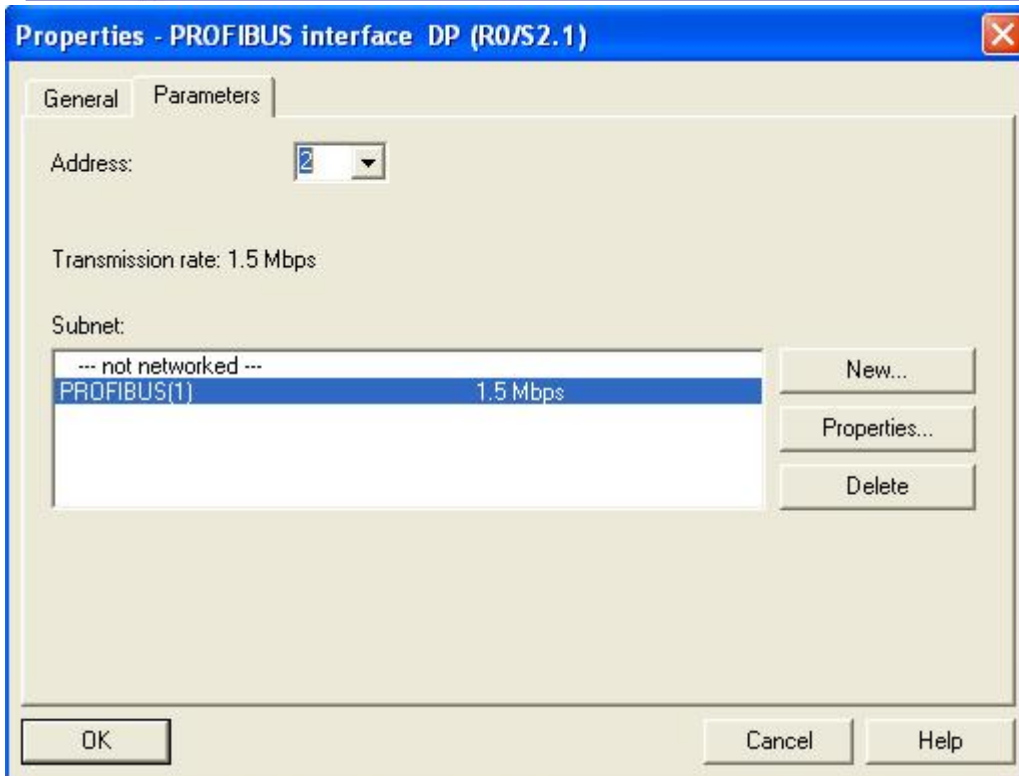 Properties - PROFIBUS interface DP (R0/S2.1)
General Parameters
Address: 2
Transmission rate: 1.5 Mbps
Subnet:
--- not networked ---
PROFIBUS(1) 1.5 Mbps
New...
Properties...
Delete
OK Cancel Help